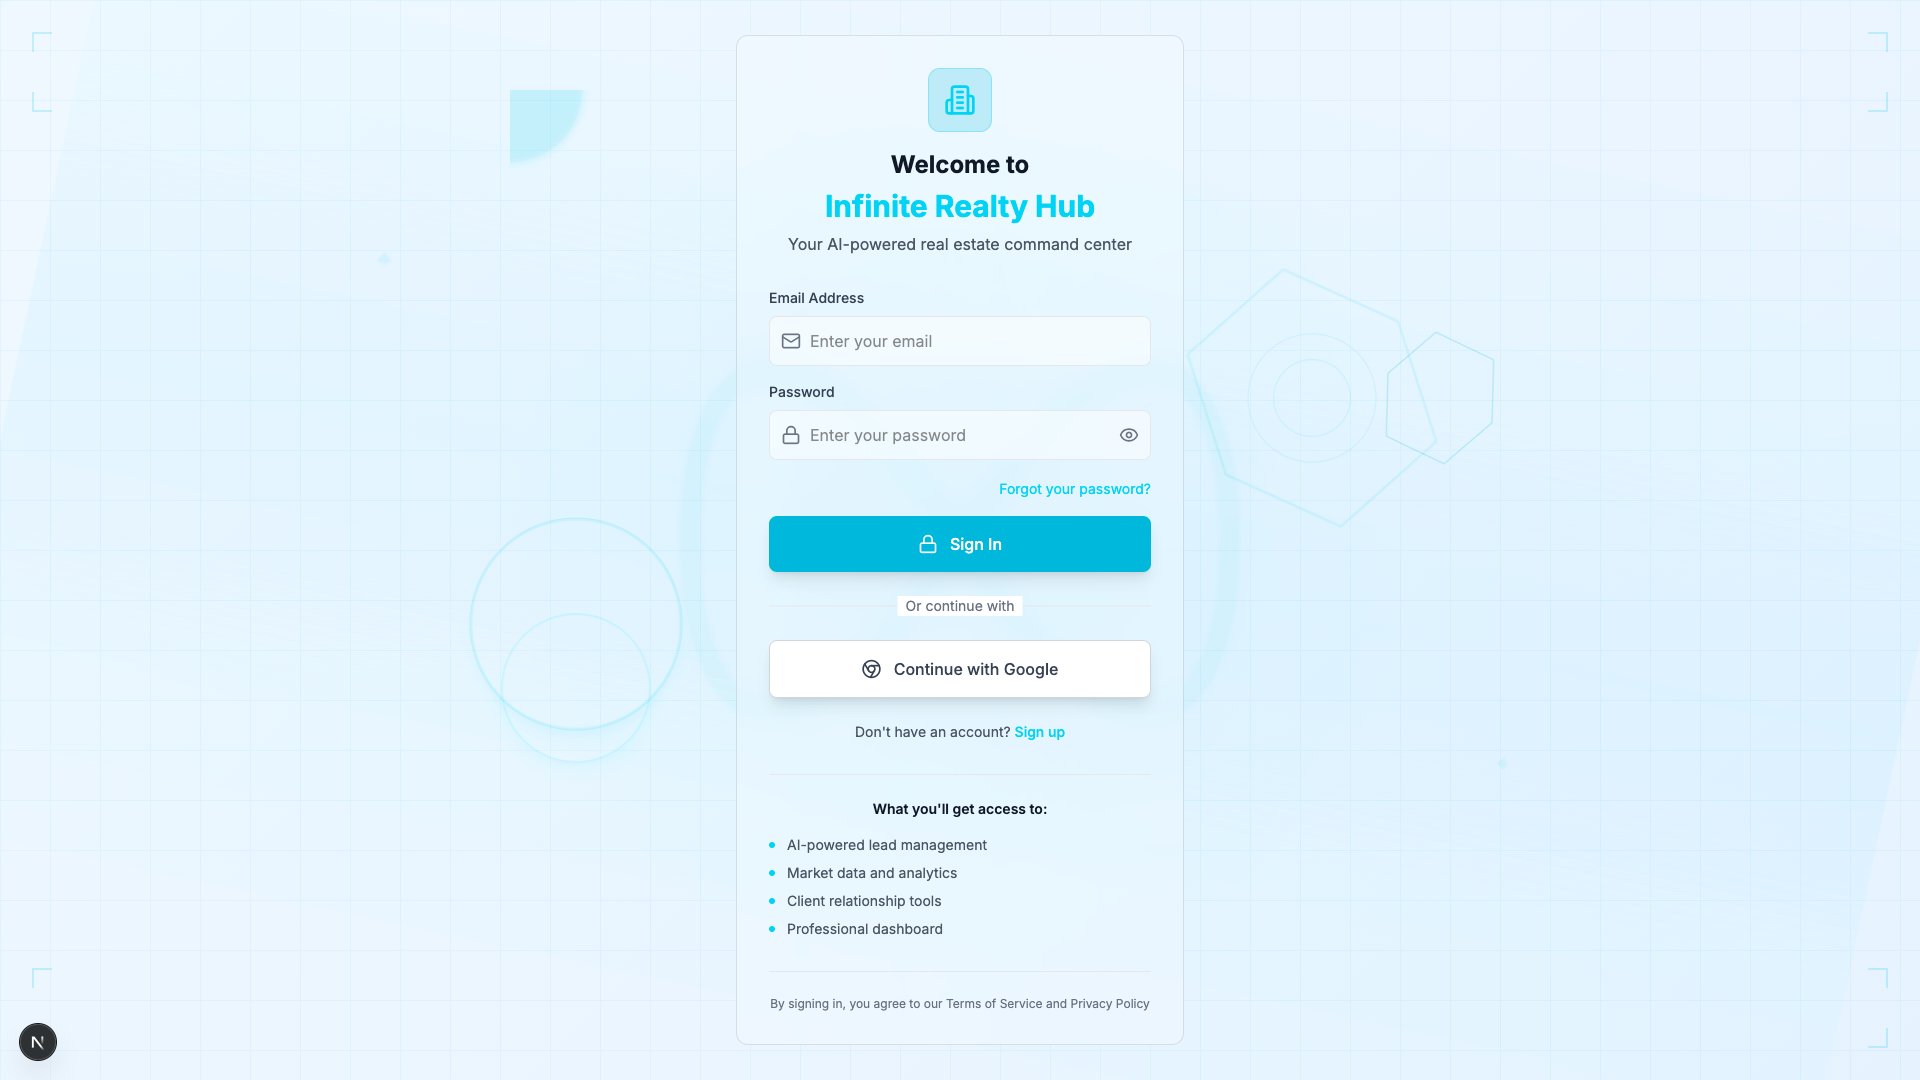 Welcome to
Infinite Realty Hub
Your AI-powered real estate command center
Email Address
Enter your email
Password
Enter your password
Forgot your password?
Sign In
Or continue with
Continue with Google
Don't have an account? Sign up
What you'll get access to:
AI-powered lead management
Market data and analytics
Client relationship tools
Professional dashboard
By signing in, you agree to our Terms of Service and Privacy Policy
N